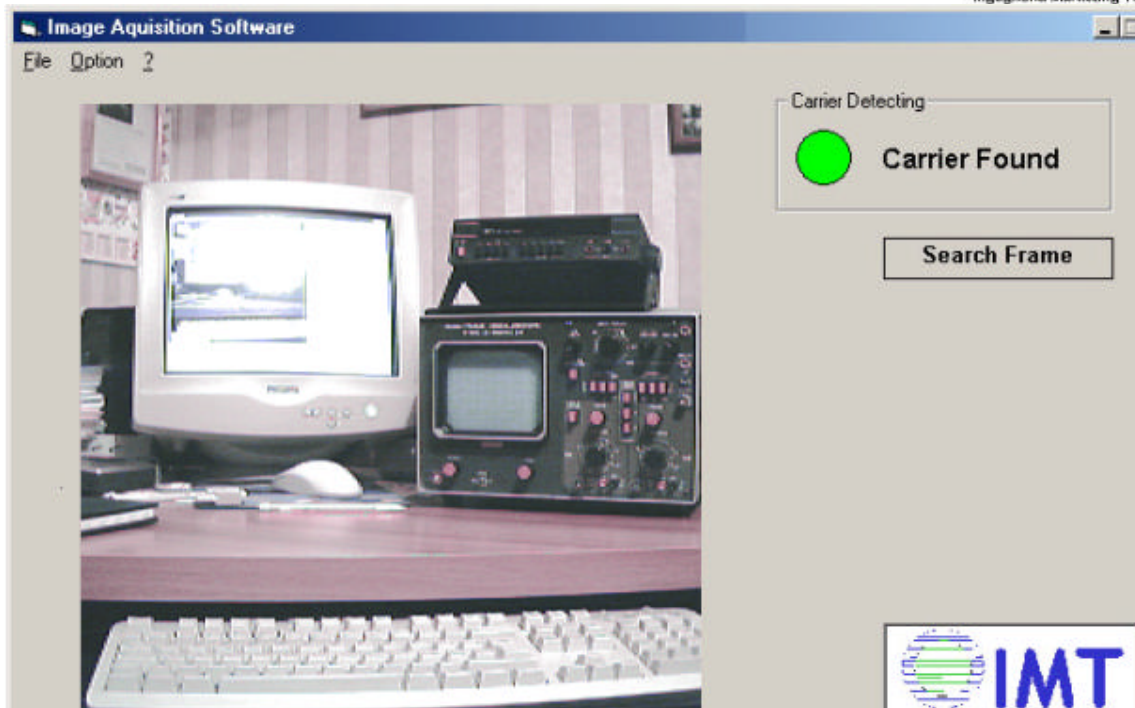 Image Aquisition Software
File Option ?
Carrier Detecting
Carrier Found
Search Frame
PHILIPS
IMT